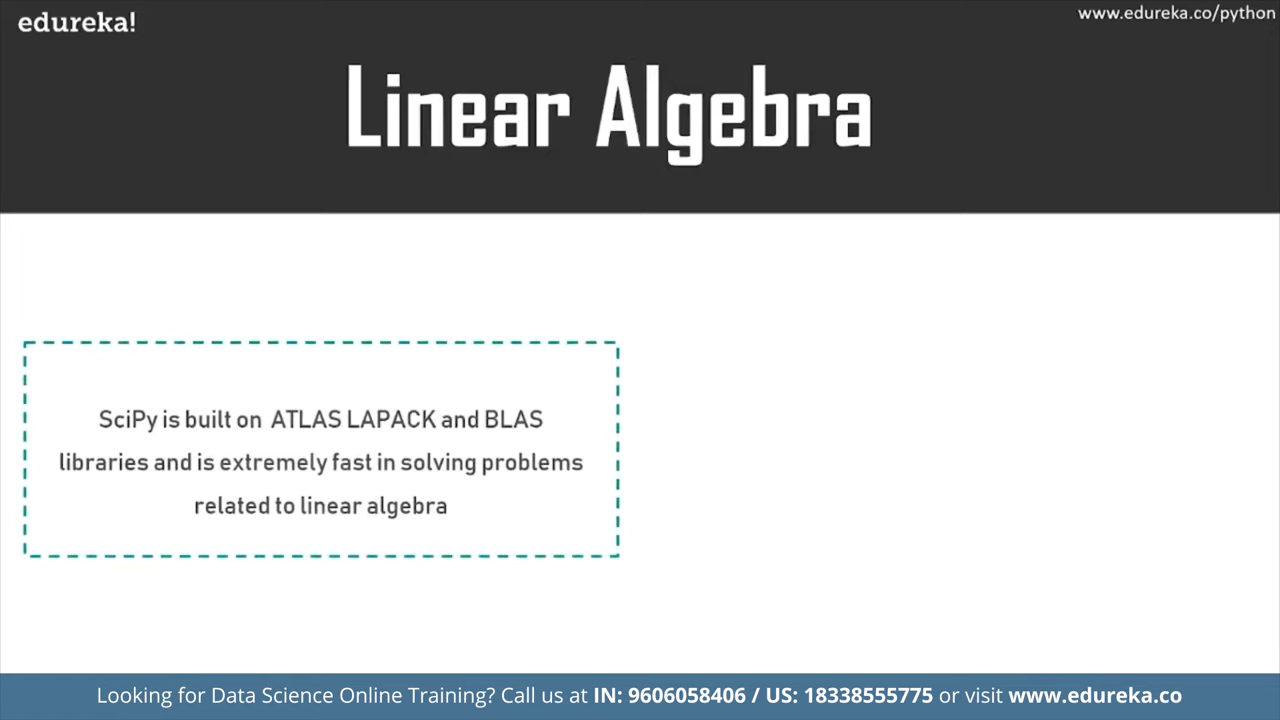 edureka!
www.edureka.co/python
Linear Algebra
SciPy is built on ATLAS LAPACK and BLAS
libraries and is extremely fast in solving problems
related to linear algebra
Looking for Data Science Online Training? Call us at IN: 9606058406 / US: 18338555775 or visit www.edureka.co